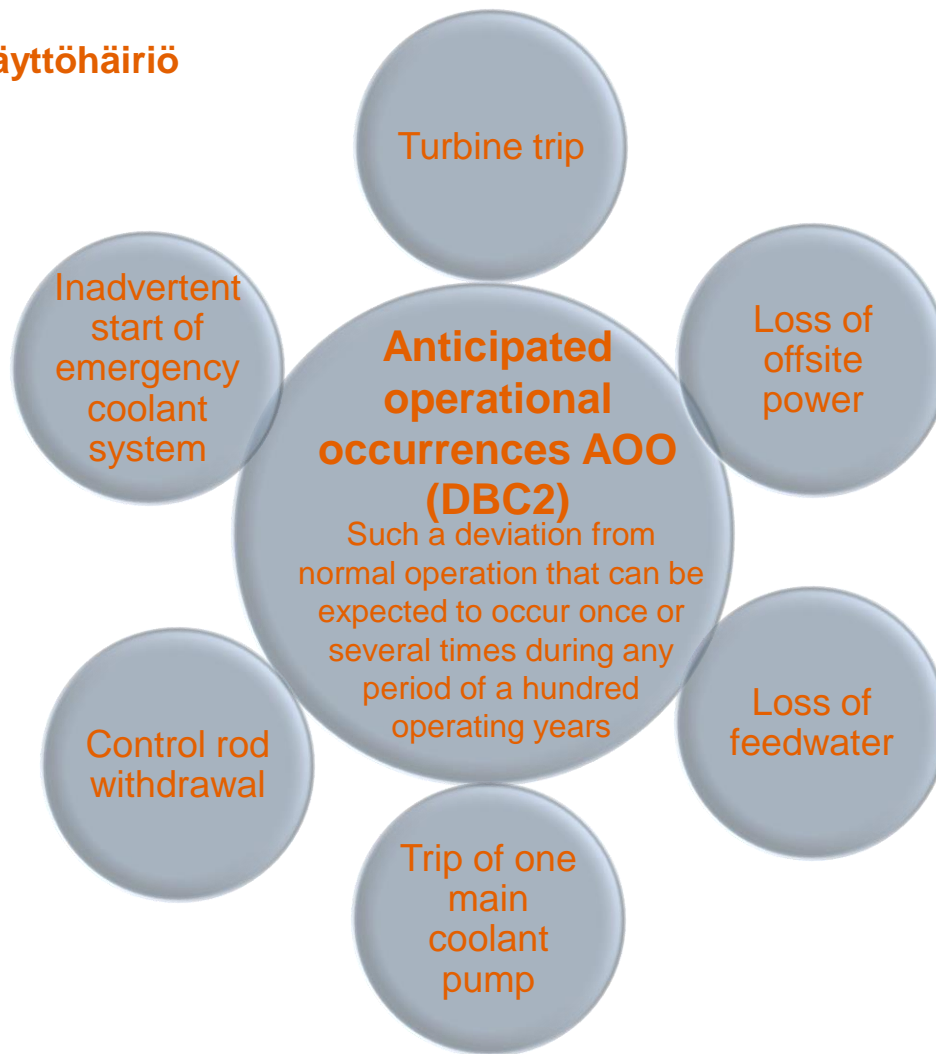 äyttöhäiriö
Turbine trip
Inadvertent
start of
emergency
coolant
system
Loss of
offsite
power
Anticipated
operational
occurrences AOO
(DBC2)
Such a deviation from
normal operation that can be
expected to occur once or
several times during any
period of a hundred
operating years
Control rod
withdrawal
Loss of
feedwater
Trip of one
main
coolant
pump